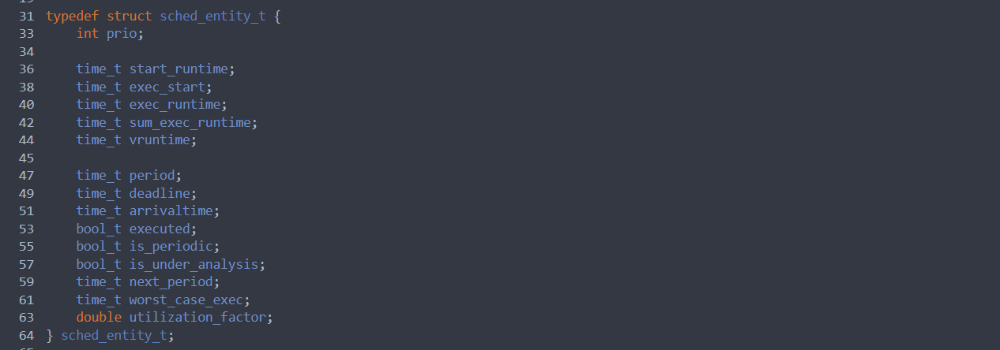 31 typedef struct sched_entity_t {
33     int prio;
34
36     time_t start_runtime;
38     time_t exec_start;
40     time_t exec_runtime;
42     time_t sum_exec_runtime;
44     time_t vruntime;
45
47     time_t period;
49     time_t deadline;
51     time_t arrivaltime;
53     bool_t executed;
55     bool_t is_periodic;
57     bool_t is_under_analysis;
59     time_t next_period;
61     time_t worst_case_exec;
63     double utilization_factor;
64 } sched_entity_t;